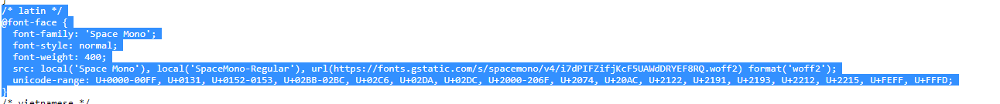 }
/* latin */
@font-face {
  font-family: 'Space Mono';
  font-style: normal;
  font-weight: 400;
  src: local('Space Mono'), local('SpaceMono-Regular'), url(https://fonts.gstatic.com/s/spacemono/v4/i7dPIFZifjKcF5UAWdDRYEF8RQ.woff2) format('woff2');
  unicode-range: U+0000-00FF, U+0131, U+0152-0153, U+02BB-02BC, U+02C6, U+02DA, U+02DC, U+2000-206F, U+2074, U+20AC, U+2122, U+2191, U+2193, U+2212, U+2215, U+FEFF, U+FFFD;
}
/* vietnamese */